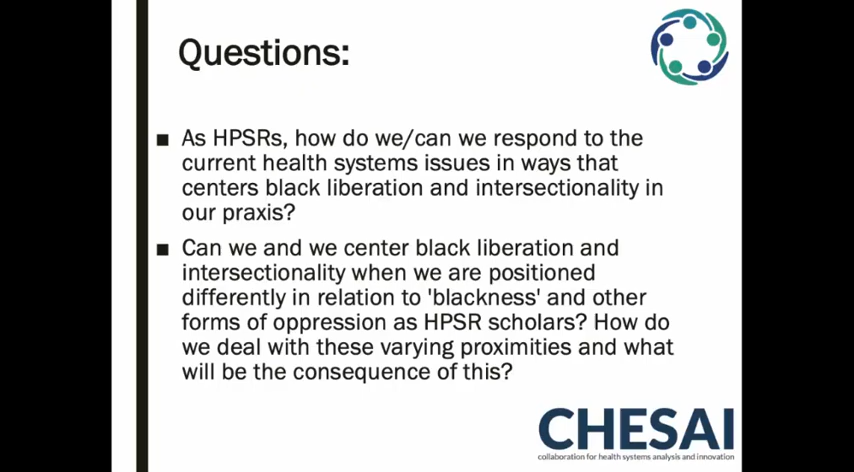 Questions:
■ As HPSRs, how do we/can we respond to the
current health systems issues in ways that
centers black liberation and intersectionality in
our praxis?
■ Can we and we center black liberation and
intersectionality when we are positioned
differently in relation to 'blackness' and other
forms of oppression as HPSR scholars? How do
we deal with these varying proximities and what
will be the consequence of this?
CHESAI
collaboration for health systems analysis and innovation